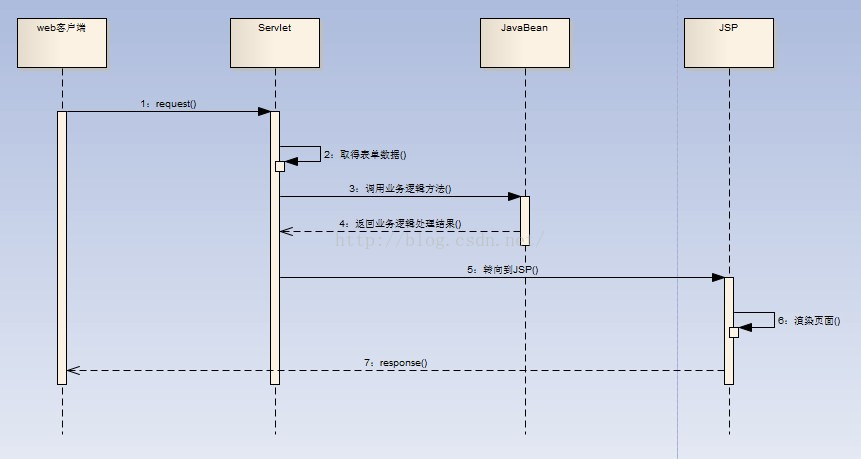 web客户端
Servlet
JavaBean
JSP
1：request()
2：取得表单数据()
3：调用业务逻辑方法()
4：返回业务逻辑处理结果()
http://blog.csdn.net/
5：转向到JSP()
6：渲染页面()
7：response()